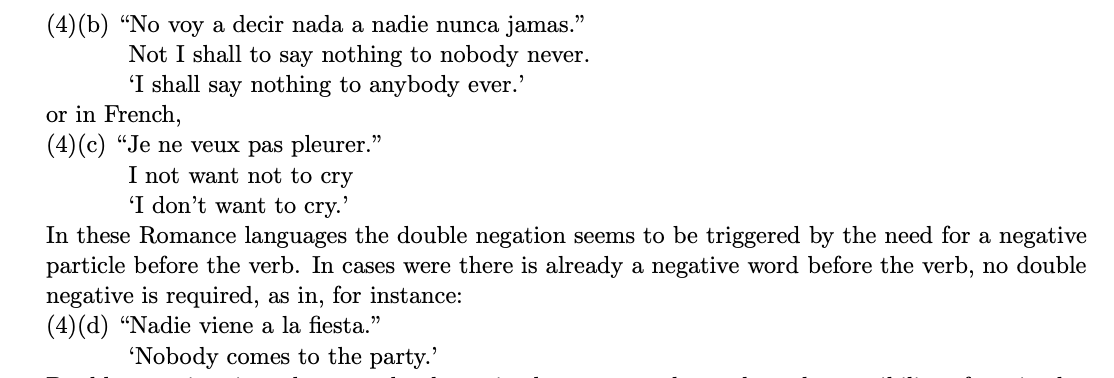 (4)(b) “No voy a decir nada a nadie nunca jamas.”
Not I shall to say nothing to nobody never.
‘I shall say nothing to anybody ever.’
or in French,
(4)(c) “Je ne veux pas pleurer.”
I not want not to cry
‘I don’t want to cry.’
In these Romance languages the double negation seems to be triggered by the need for a negative
particle before the verb. In cases were there is already a negative word before the verb, no double
negative is required, as in, for instance:
(4)(d) “Nadie viene a la fiesta.”
‘Nobody comes to the party.’